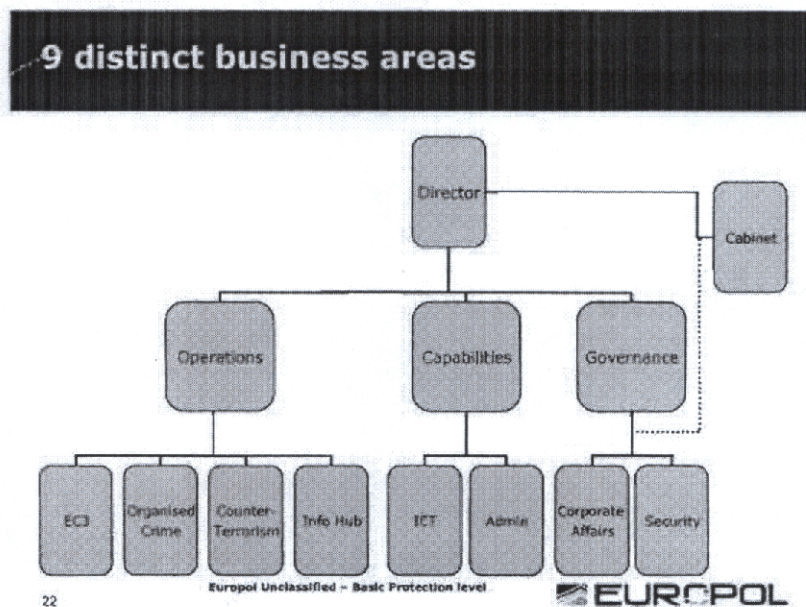 9 distinct business areas
Director
Cabinet
Operations
Capabilities
Governance
EC3
Organised
Crime
Counter-
Terrorism
Info Hub
ICT
Admin
Corporate
Affairs
Security
Europol Unclassified – Basic Protection level
22
EUROPOL